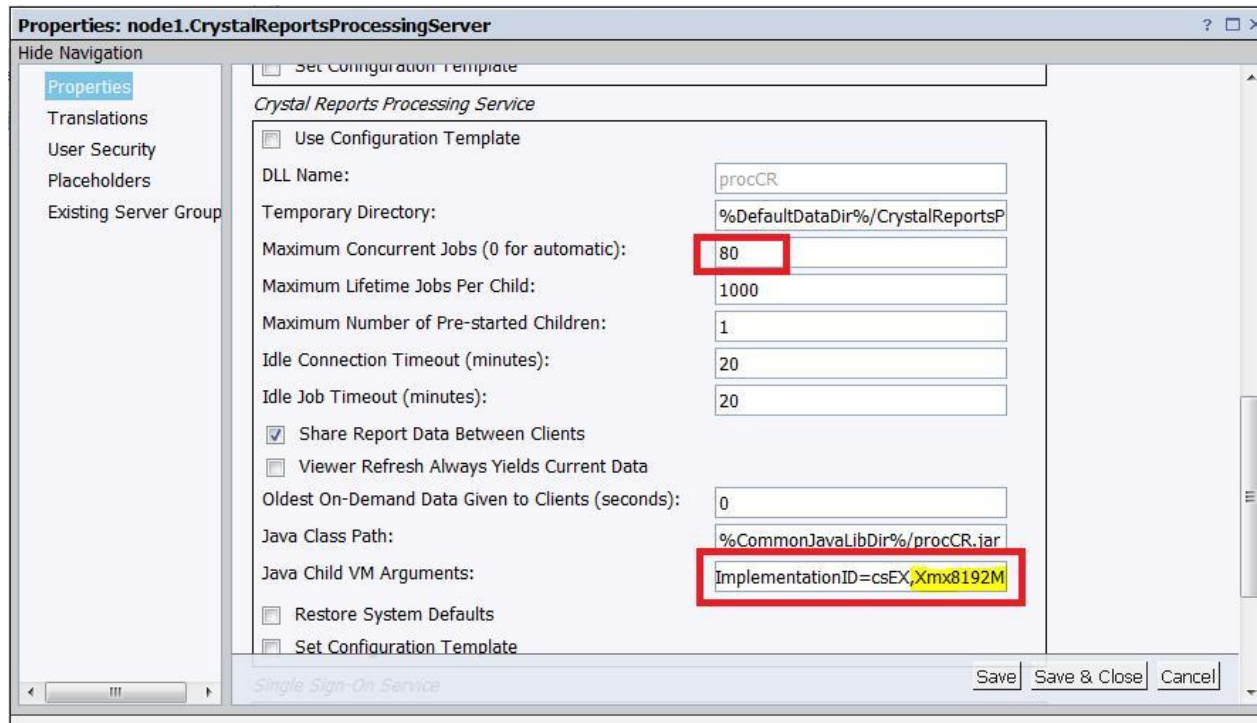 Properties: node1.CrystalReportsProcessingServer
Hide Navigation
Properties
Translations
User Security
Placeholders
Existing Server Group
Set Configuration Template
Crystal Reports Processing Service
Use Configuration Template
DLL Name: procCR
Temporary Directory: %DefaultDataDir%/CrystalReportsP
Maximum Concurrent Jobs (0 for automatic): 80
Maximum Lifetime Jobs Per Child: 1000
Maximum Number of Pre-started Children: 1
Idle Connection Timeout (minutes): 20
Idle Job Timeout (minutes): 20
Share Report Data Between Clients
Viewer Refresh Always Yields Current Data
Oldest On-Demand Data Given to Clients (seconds): 0
Java Class Path: %CommonJavaLibDir%/procCR.jar
Java Child VM Arguments: ImplementationID=csEX,Xmx8192M
Restore System Defaults
Set Configuration Template
Single Sign-On Service
Save Save & Close Cancel